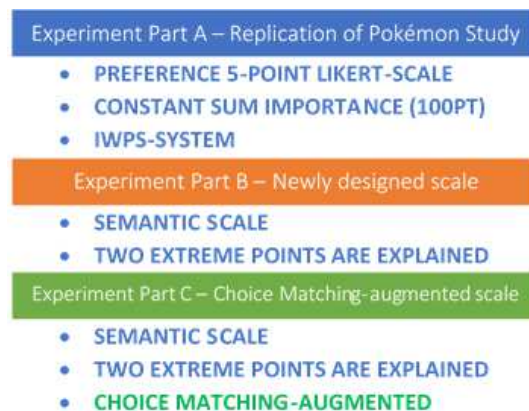 Experiment Part A – Replication of Pokémon Study
• PREFERENCE 5-POINT LIKERT-SCALE
• CONSTANT SUM IMPORTANCE (100PT)
• IWPS-SYSTEM
Experiment Part B – Newly designed scale
• SEMANTIC SCALE
• TWO EXTREME POINTS ARE EXPLAINED
Experiment Part C – Choice Matching-augmented scale
• SEMANTIC SCALE
• TWO EXTREME POINTS ARE EXPLAINED
• CHOICE MATCHING-AUGMENTED